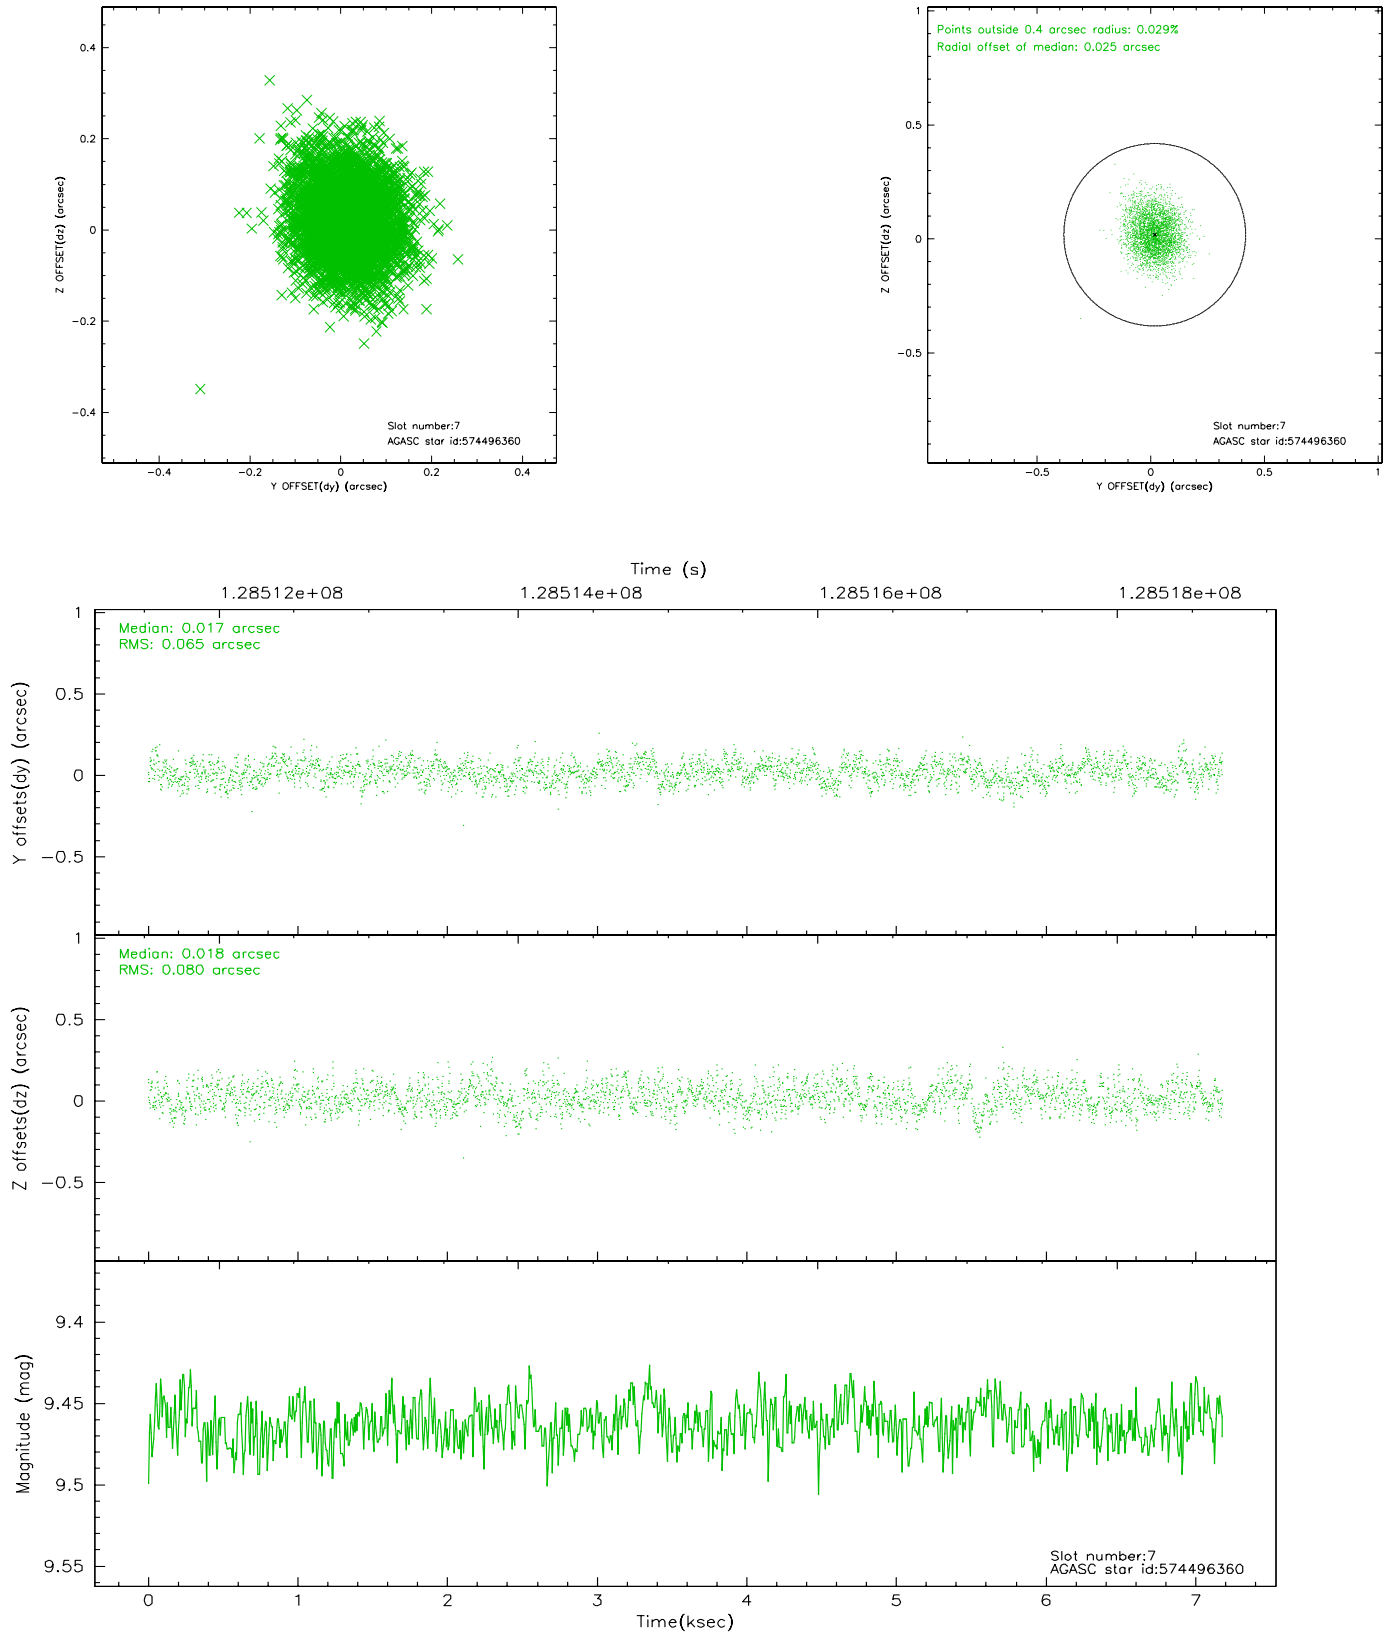 0.4
0.2
0
-0.2
-0.4
Z OFFSET(dz) (arcsec)
Slot number:7
AGASC star id:574496360
-0.4 -0.2 0 0.2 0.4
Y OFFSET(dy) (arcsec)
Points outside 0.4 arcsec radius: 0.029%
Radial offset of median: 0.025 arcsec
1
0.5
0
-0.5
Z OFFSET(dz) (arcsec)
Slot number:7
AGASC star id:574496360
-0.5 0 0.5 1
Y OFFSET(dy) (arcsec)
Time (s)
1.28512e+08 1.28514e+08 1.28516e+08 1.28518e+08
Median: 0.017 arcsec
RMS: 0.065 arcsec
1
0.5
0
-0.5
Y offsets(dy) (arcsec)
Median: 0.018 arcsec
RMS: 0.080 arcsec
1
0.5
0
-0.5
Z offsets(dz) (arcsec)
9.4
9.45
9.5
9.55
Magnitude (mag)
Slot number:7
AGASC star id:574496360
0 1 2 3 4 5 6 7
Time(ksec)